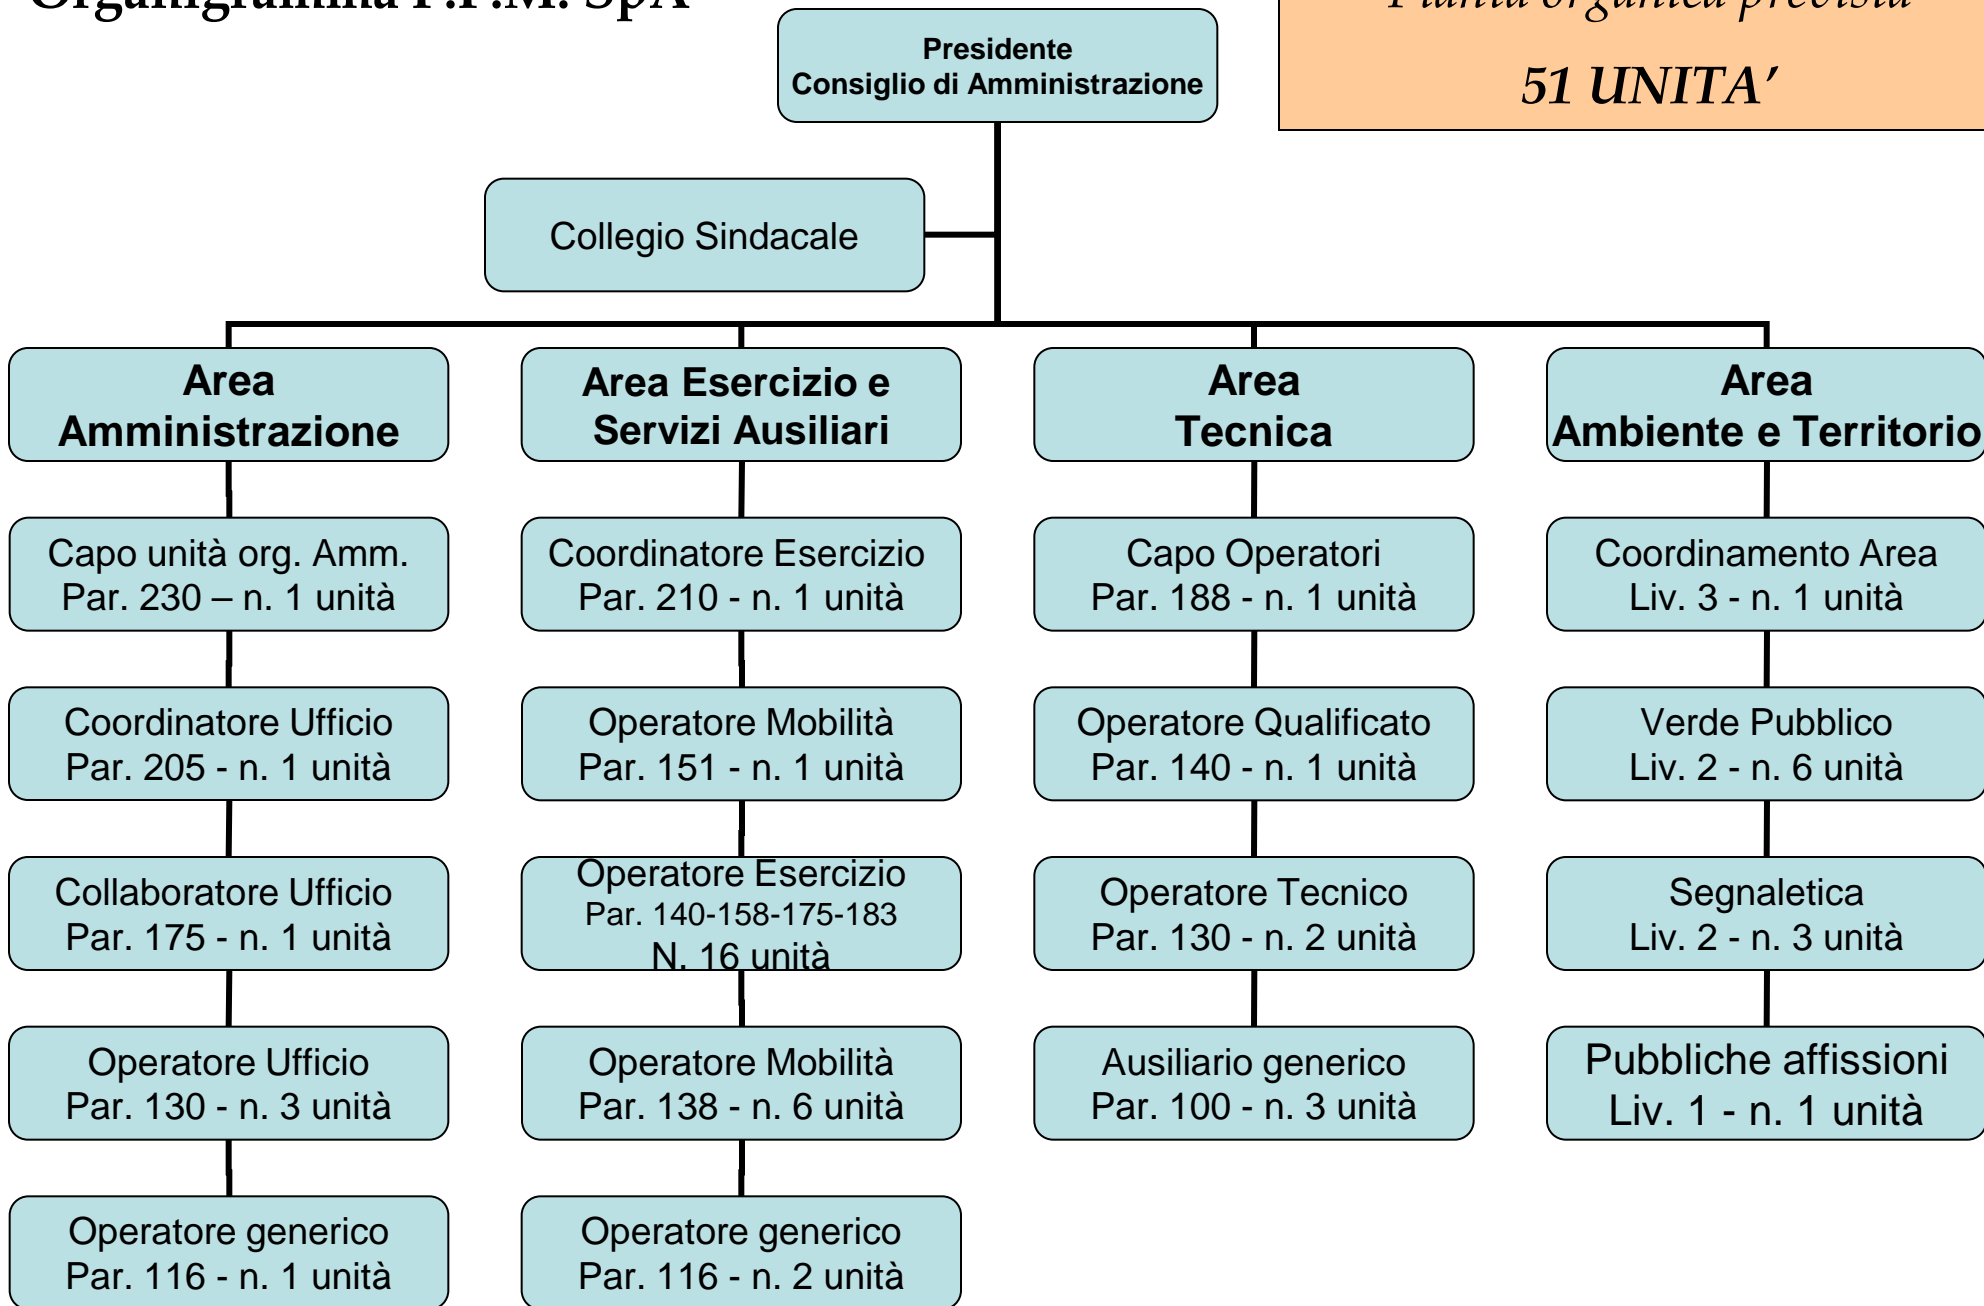 Organigramma P.P.M. SpA
Pianta organica prevista
51 UNITA'
Presidente
Consiglio di Amministrazione
Collegio Sindacale
Area
Amministrazione
Capo unità org. Amm.
Par. 230 – n. 1 unità
Coordinatore Ufficio
Par. 205 - n. 1 unità
Collaboratore Ufficio
Par. 175 - n. 1 unità
Operatore Ufficio
Par. 130 - n. 3 unità
Operatore generico
Par. 116 - n. 1 unità
Area Esercizio e
Servizi Ausiliari
Coordinatore Esercizio
Par. 210 - n. 1 unità
Operatore Mobilità
Par. 151 - n. 1 unità
Operatore Esercizio
Par. 140-158-175-183
N. 16 unità
Operatore Mobilità
Par. 138 - n. 6 unità
Operatore generico
Par. 116 - n. 2 unità
Area
Tecnica
Capo Operatori
Par. 188 - n. 1 unità
Operatore Qualificato
Par. 140 - n. 1 unità
Operatore Tecnico
Par. 130 - n. 2 unità
Ausiliario generico
Par. 100 - n. 3 unità
Area
Ambiente e Territorio
Coordinamento Area
Liv. 3 - n. 1 unità
Verde Pubblico
Liv. 2 - n. 6 unità
Segnaletica
Liv. 2 - n. 3 unità
Pubbliche affissioni
Liv. 1 - n. 1 unità